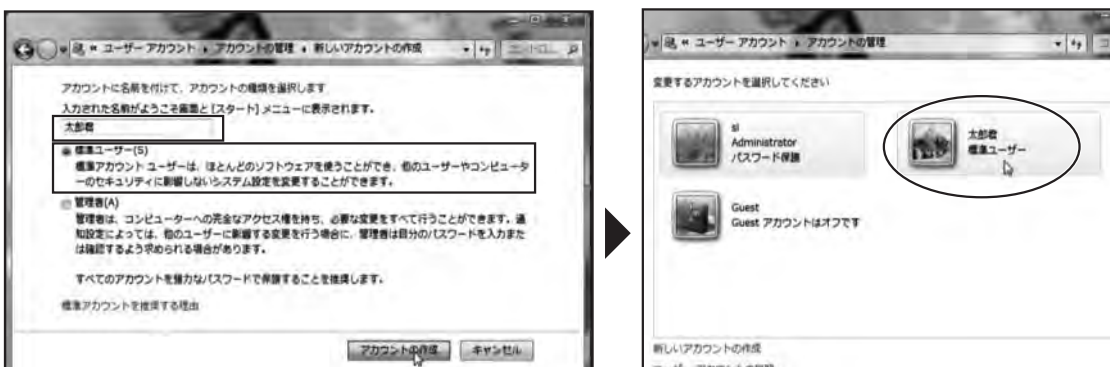 ユーザー アカウント ▸ アカウントの管理 ▸ 新しいアカウントの作成
アカウントに名前を付けて、アカウントの種類を選択します
入力された名前がようこそ画面と [スタート] メニューに表示されます。
太郎君
標準ユーザー(S)
標準アカウント ユーザーは、ほとんどのソフトウェアを使うことができ、他のユーザーやコンピュータ
ーのセキュリティに影響しないシステム設定を変更することができます。
管理者(A)
管理者は、コンピューターへの完全なアクセス権を持ち、必要な変更をすべて行うことができます。通
知設定によっては、他のユーザーに影響する変更を行う場合に、管理者は自分のパスワードを入力また
は確認するよう求められる場合があります。
すべてのアカウントを強力なパスワードで保護することを推奨します。
標準アカウントを推奨する理由
アカウントの作成
キャンセル
ユーザー アカウント ▸ アカウントの管理
変更するアカウントを選択してください
si
Administrator
パスワード保護
太郎君
標準ユーザー
Guest
Guest アカウントはオフです
新しいアカウントの作成